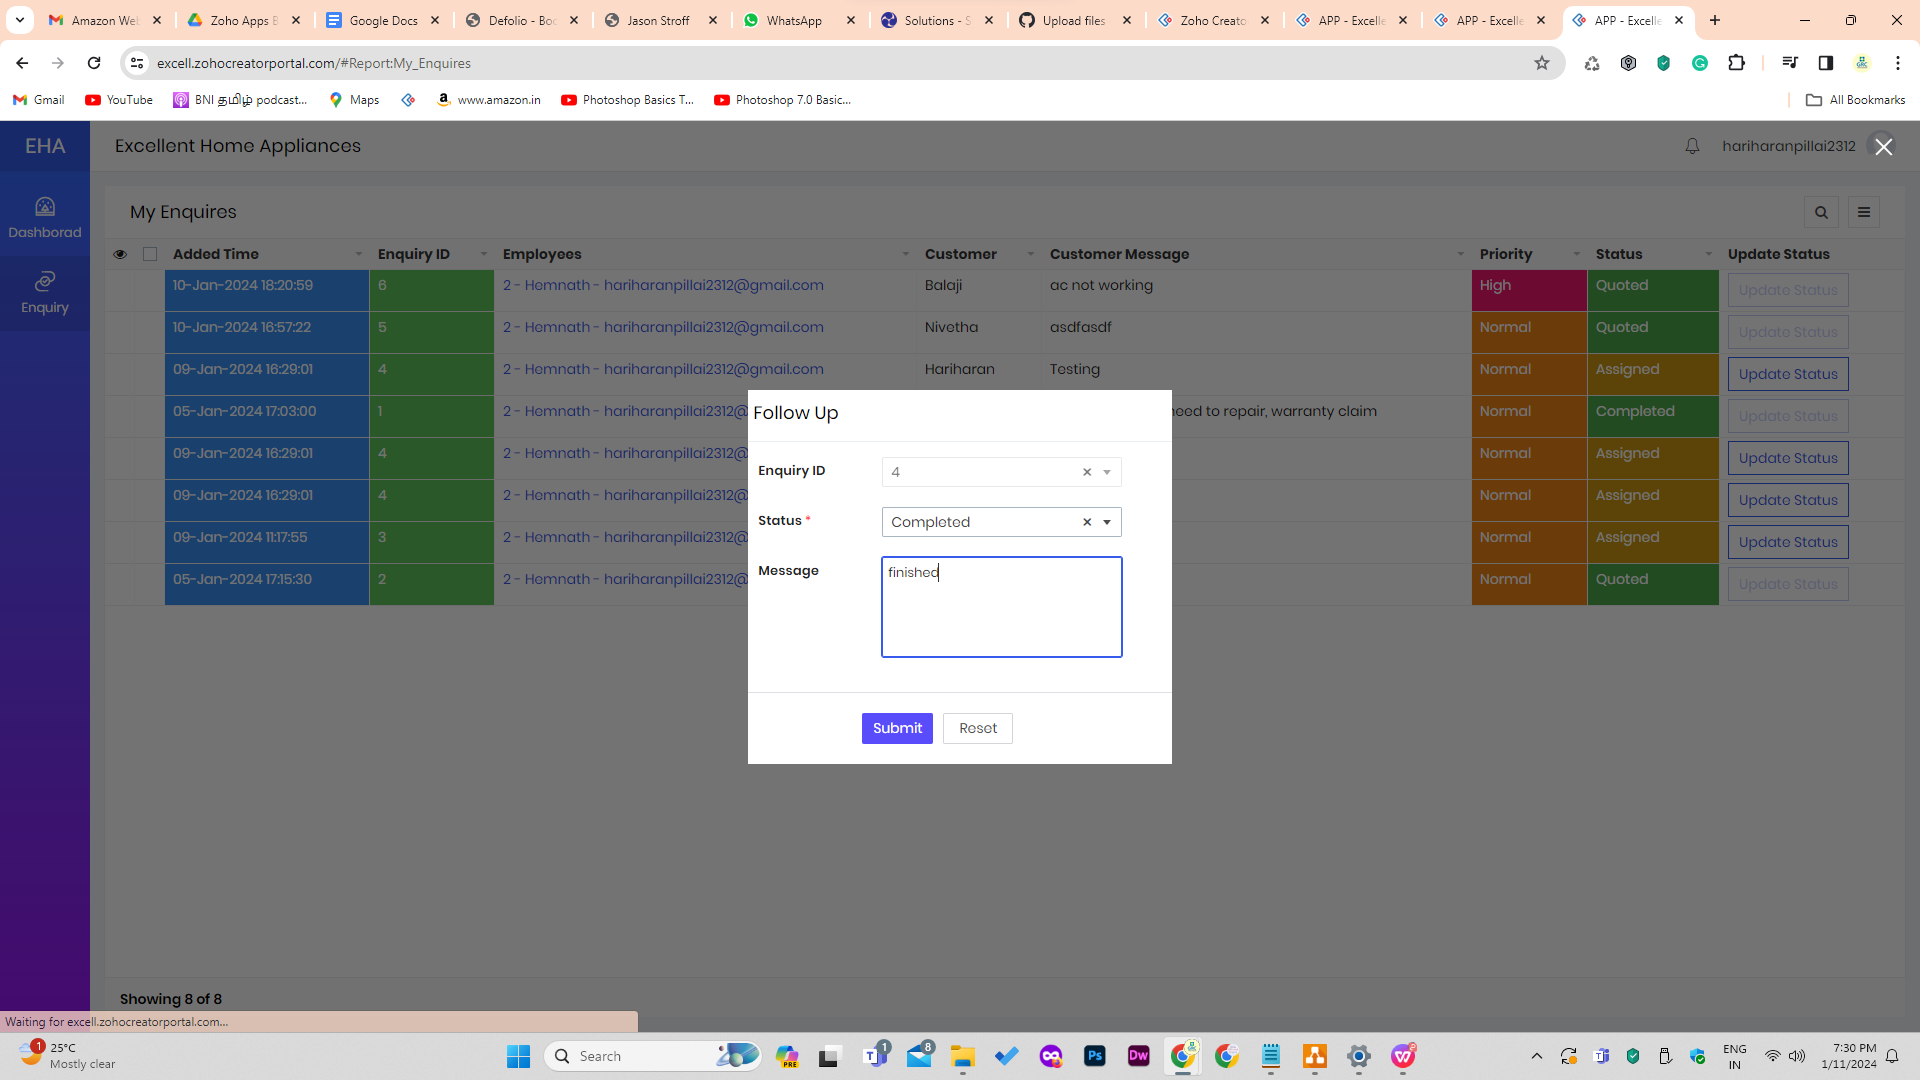 Amazon Web
Zoho Apps B
Google Docs
Defolio - Boo
Jason Stroff
WhatsApp
Solutions - S
Upload files
Zoho Creato
APP - Excelle
APP - Excelle
APP - Excelle
excell.zohocreatorportal.com/#Report:My_Enquires
Gmail
YouTube
BNI தமிழ் podcast...
Maps
www.amazon.in
Photoshop Basics T...
Photoshop 7.0 Basic...
All Bookmarks
EHA
Excellent Home Appliances
hariharanpillai2312
Dashborad
Enquiry
My Enquires
Added Time Enquiry ID Employees Customer Customer Message Priority Status Update Status
10-Jan-2024 18:20:59 6 2 - Hemnath - hariharanpillai2312@gmail.com Balaji ac not working High Quoted Update Status
10-Jan-2024 16:57:22 5 2 - Hemnath - hariharanpillai2312@gmail.com Nivetha asdfasdf Normal Quoted Update Status
09-Jan-2024 16:29:01 4 2 - Hemnath - hariharanpillai2312@gmail.com Hariharan Testing Normal Assigned Update Status
05-Jan-2024 17:03:00 1 2 - Hemnath - hariharanpillai2312@ need to repair, warranty claim Normal Completed Update Status
09-Jan-2024 16:29:01 4 2 - Hemnath - hariharanpillai2312@ Normal Assigned Update Status
09-Jan-2024 16:29:01 4 2 - Hemnath - hariharanpillai2312@ Normal Assigned Update Status
09-Jan-2024 11:17:55 3 2 - Hemnath - hariharanpillai2312@ Normal Assigned Update Status
05-Jan-2024 17:15:30 2 2 - Hemnath - hariharanpillai2312@ Normal Quoted Update Status
Follow Up
Enquiry ID 4
Status * Completed
Message finished
Submit Reset
Showing 8 of 8
Waiting for excell.zohocreatorportal.com...
1
25°C
Mostly clear
Search
PRE
1
8
Ps
Dw
ENG
IN
7:30 PM
1/11/2024